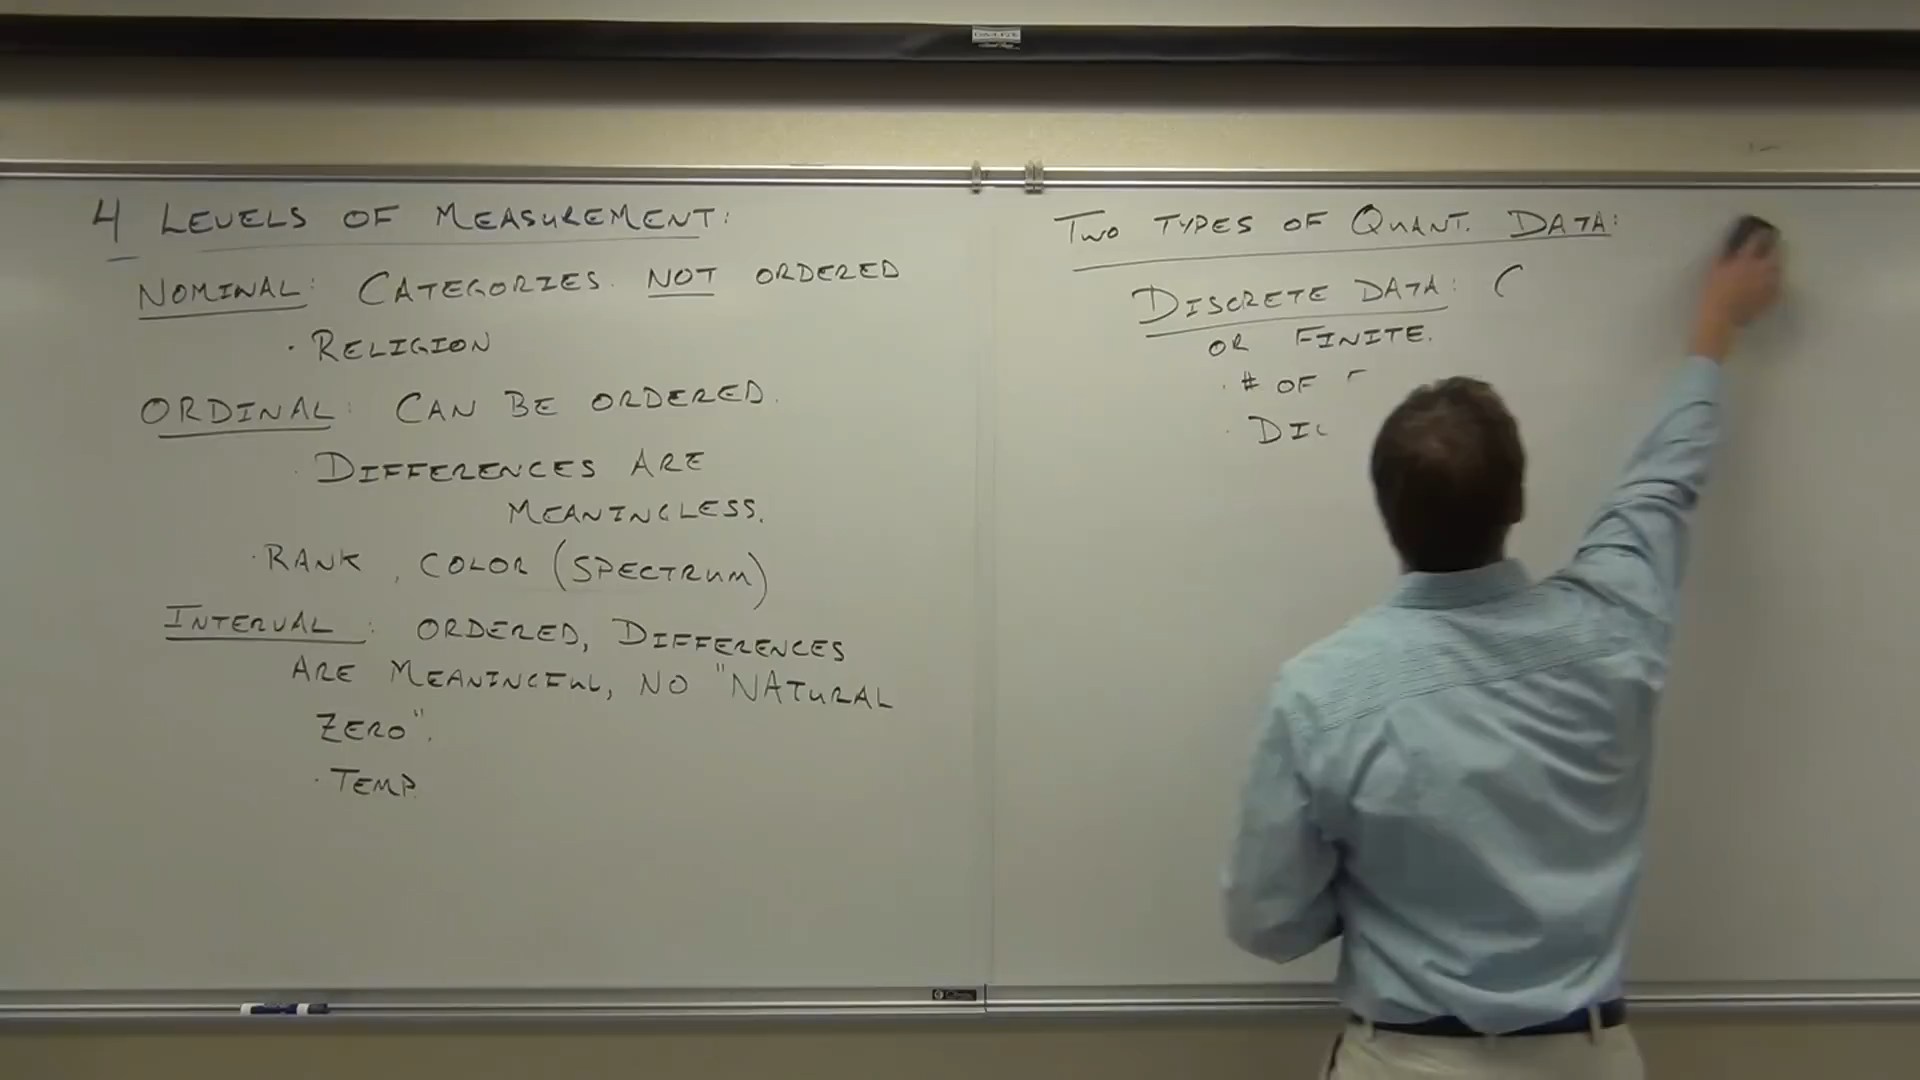 4 LEVELS OF MEASUREMENT:
NOMINAL: CATEGORIES. NOT ORDERED
· RELIGION
ORDINAL: CAN BE ORDERED.
· DIFFERENCES ARE
MEANINGLESS.
· RANK, COLOR (SPECTRUM)
INTERVAL: ORDERED, DIFFERENCES
ARE MEANINGFUL, NO "NATURAL
ZERO".
· TEMP.
TWO TYPES OF QUANT. DATA:
DISCRETE DATA: (
OR FINITE.
· # OF
· DIC